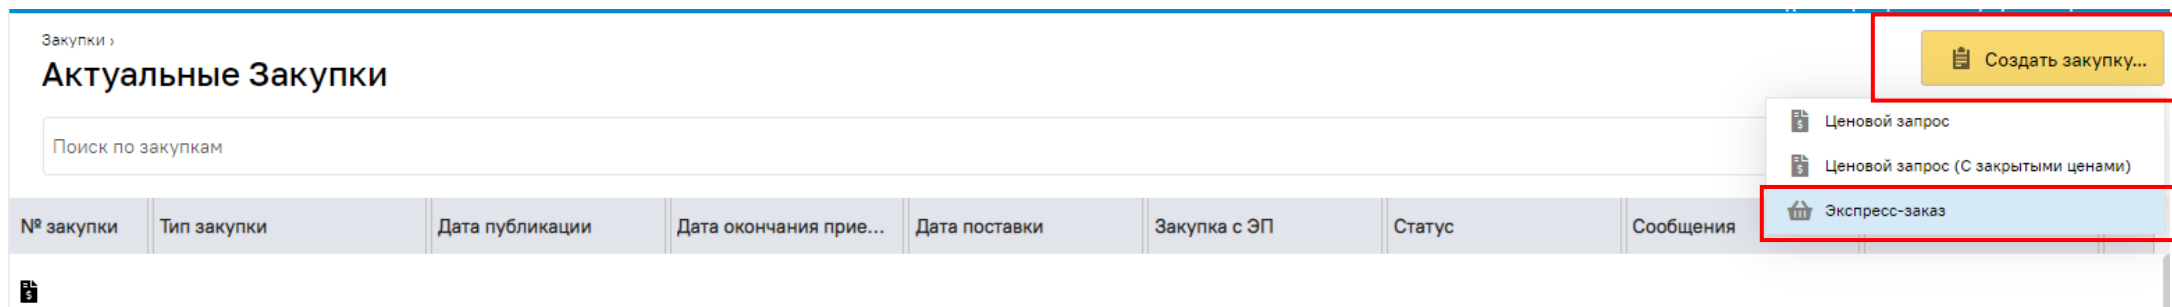 Закупки ›
Создать закупку...
Актуальные Закупки
Ценовой запрос
Поиск по закупкам
Ценовой запрос (С закрытыми ценами)
Экспресс-заказ
№ закупки Тип закупки Дата публикации Дата окончания прие... Дата поставки Закупка с ЭП Статус Сообщения